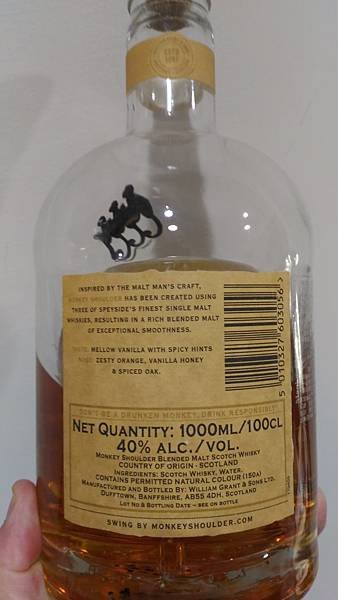 INSPIRED BY THE MALT MAN'S CRAFT,
MONKEY SHOULDER HAS BEEN CREATED USING
THREE OF SPEYSIDE'S FINEST SINGLE MALT
WHISKIES, RESULTING IN A RICH BLENDED MALT
OF EXCEPTIONAL SMOOTHNESS.
TASTE: MELLOW VANILLA WITH SPICY HINTS
NOSE: ZESTY ORANGE, VANILLA HONEY
& SPICED OAK.
5 010327 603056
DON'T BE A DRUNKEN MONKEY, DRINK RESPONSIBLY
NET QUANTITY: 1000ML/100CL
40% ALC./VOL.
MONKEY SHOULDER BLENDED MALT SCOTCH WHISKY
COUNTRY OF ORIGIN - SCOTLAND
INGREDIENTS: SCOTCH WHISKY, WATER.
CONTAINS PERMITTED NATURAL COLOUR (150A)
MANUFACTURED AND BOTTLED BY: WILLIAM GRANT & SONS LTD.
DUFFTOWN, BANFFSHIRE, AB55 4DH, SCOTLAND
LOT NO & BOTTLING DATE - SEE ON BOTTLE
SWING BY MONKEYSHOULDER.COM